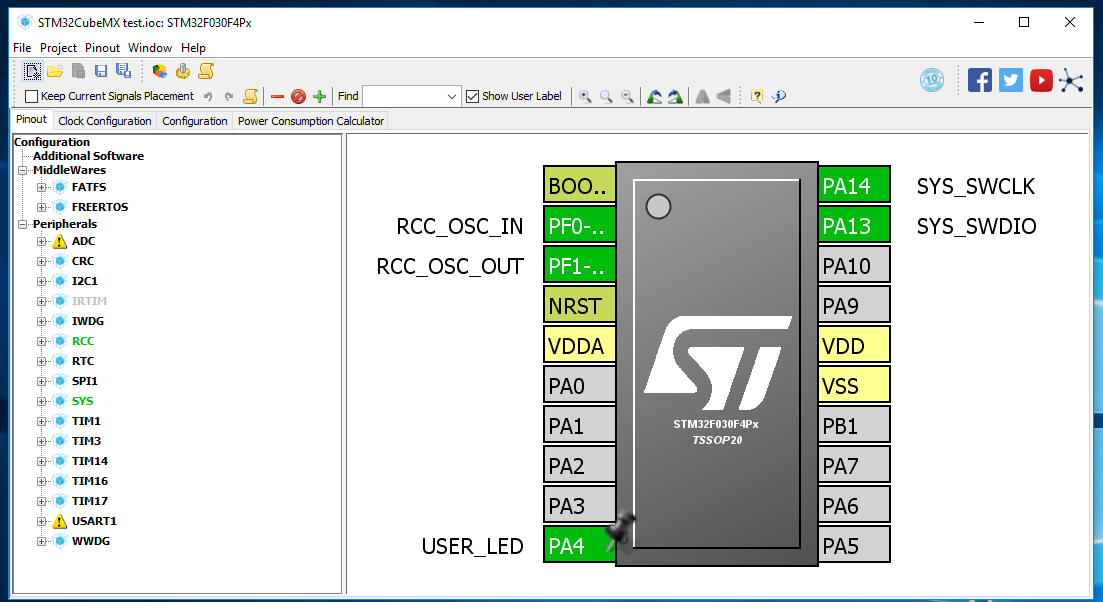 STM32CubeMX test.ioc: STM32F030F4Px
File Project Pinout Window Help
19
Keep Current Signals Placement Find Show User Label
Pinout Clock Configuration Configuration Power Consumption Calculator
Configuration
Additional Software
MiddleWares
FATFS
FREERTOS
Peripherals
ADC
CRC
I2C1
IRTIM
IWDG
RCC
RTC
SPI1
SYS
TIM1
TIM3
TIM14
TIM16
TIM17
USART1
WWDG
BOO.. PA14 SYS_SWCLK
RCC_OSC_IN PF0-.. PA13 SYS_SWDIO
RCC_OSC_OUT PF1-.. PA10
NRST PA9
VDDA VDD
PA0 VSS
PA1 PB1
PA2 PA7
PA3 PA6
USER_LED PA4 PA5
ST
STM32F030F4Px
TSSOP20